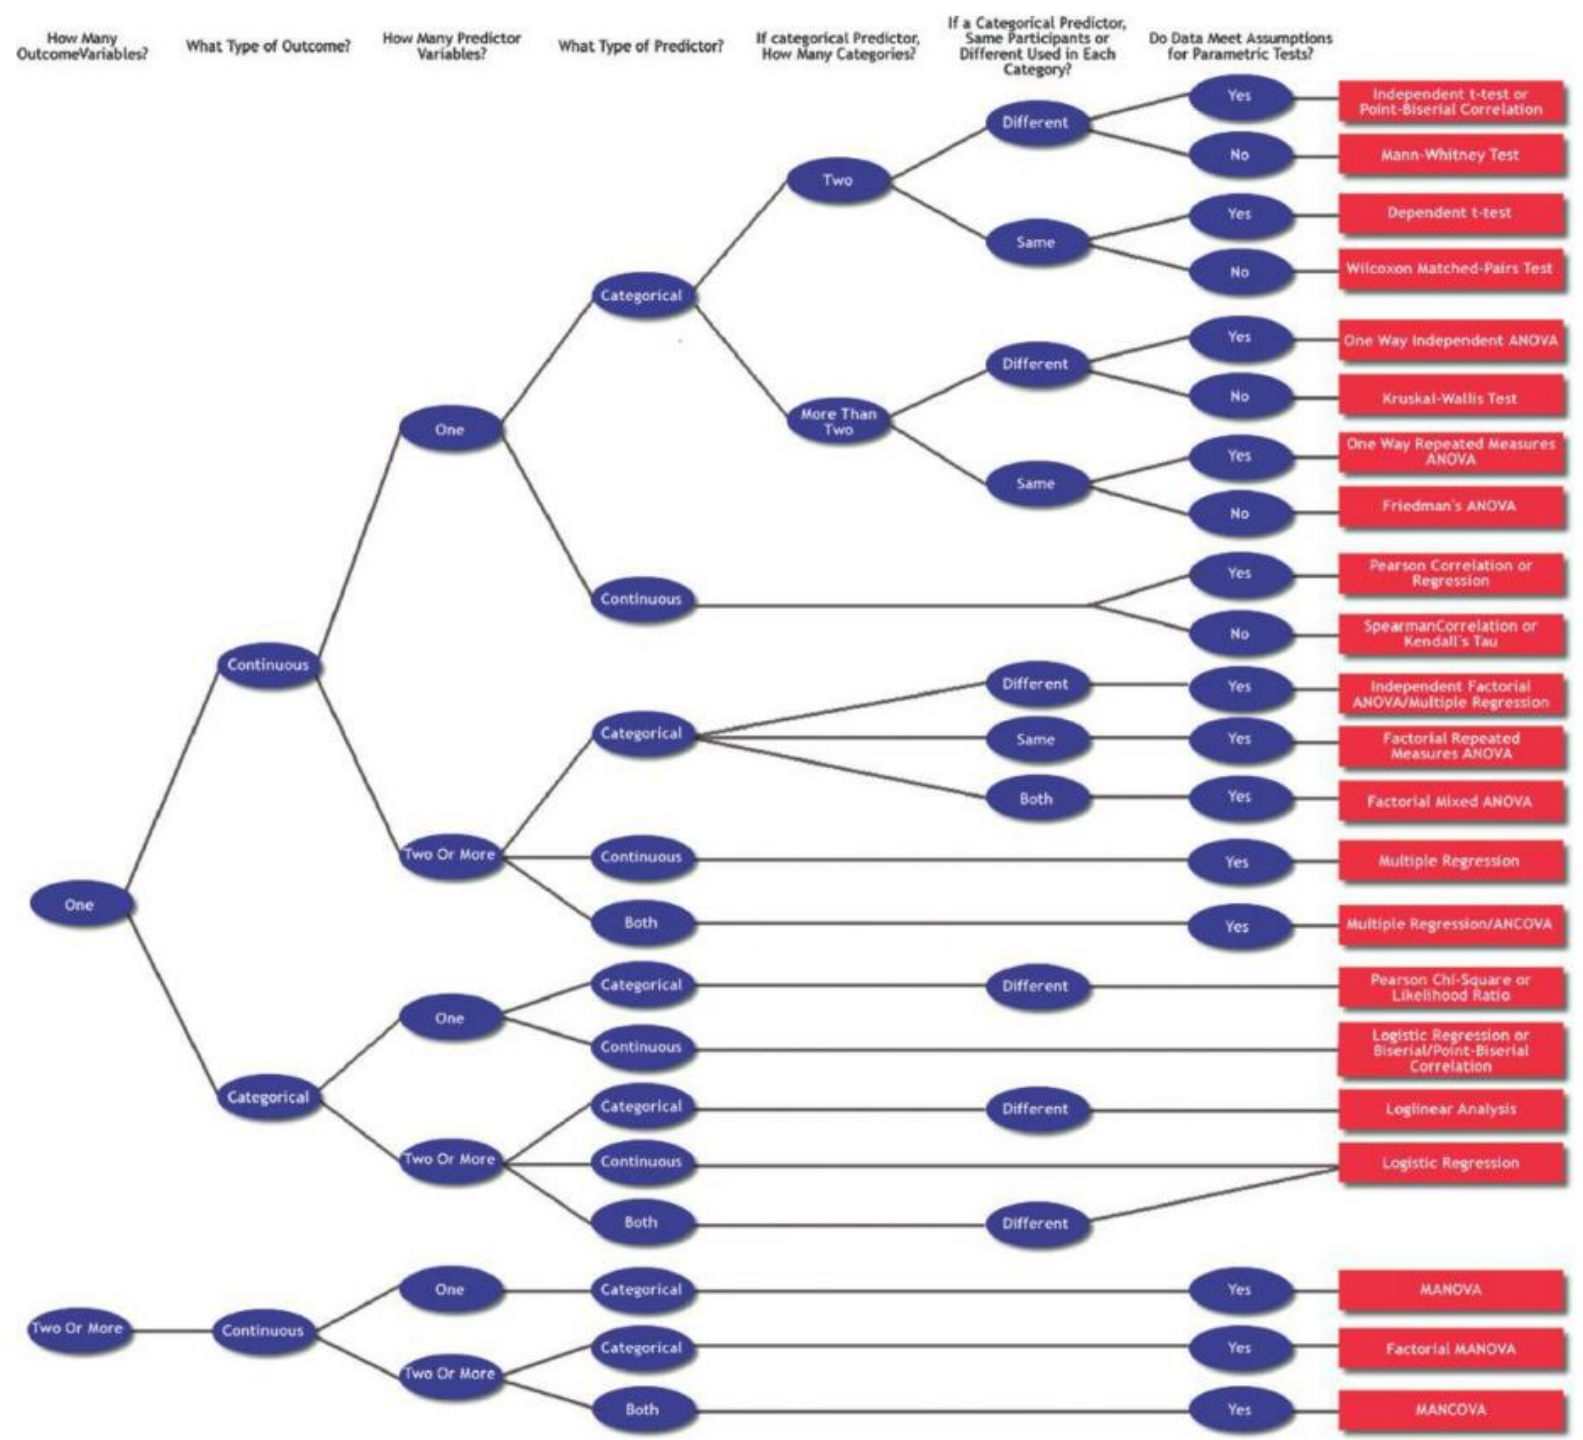 How Many
OutcomeVariables?
What Type of Outcome?
How Many Predictor
Variables?
What Type of Predictor?
If categorical Predictor,
How Many Categories?
If a Categorical Predictor,
Same Participants or
Different Used in Each
Category?
Do Data Meet Assumptions
for Parametric Tests?
Different
Yes
Independent t-test or
Point-Biserial Correlation
No
Mann-Whitney Test
Two
Same
Yes
Dependent t-test
No
Wilcoxon Matched-Pairs Test
Categorical
Different
Yes
One Way Independent ANOVA
No
Kruskal-Wallis Test
More Than
Two
One
Same
Yes
One Way Repeated Measures
ANOVA
No
Friedman's ANOVA
Continuous
Yes
Pearson Correlation or
Regression
No
SpearmanCorrelation or
Kendall's Tau
Continuous
Different
Yes
Independent Factorial
ANOVA/Multiple Regression
Categorical
Same
Yes
Factorial Repeated
Measures ANOVA
Both
Yes
Factorial Mixed ANOVA
Two Or More
Continuous
Yes
Multiple Regression
One
Both
Yes
Multiple Regression/ANCOVA
Categorical
Different
Pearson Chi-Square or
Likelihood Ratio
One
Continuous
Logistic Regression or
Biserial/Point-Biserial
Correlation
Categorical
Categorical
Different
Loglinear Analysis
Two Or More
Continuous
Logistic Regression
Both
Different
One
Categorical
Yes
MANOVA
Two Or More
Continuous
Categorical
Yes
Factorial MANOVA
Two Or More
Both
Yes
MANCOVA